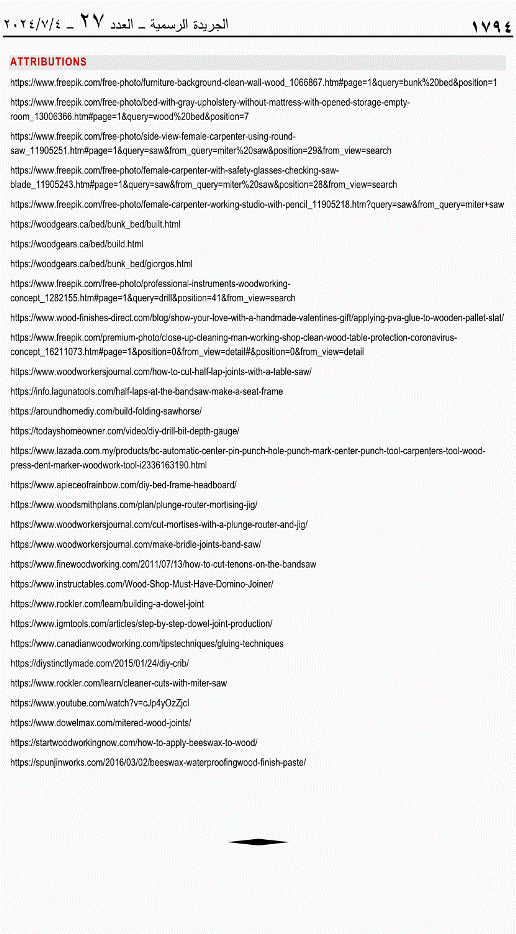 ١٧٩٤
الجريدة الرسمية – العدد ٢٧ – ٢٠٢٤/٧/٤
ATTRIBUTIONS
https://www.freepik.com/free-photo/furniture-background-clean-wall-wood_1066867.htm#page=1&query=bunk%20bed&position=1
https://www.freepik.com/free-photo/bed-with-gray-upholstery-without-mattress-with-opened-storage-empty-
room_13006366.htm#page=1&query=wood%20bed&position=7
https://www.freepik.com/free-photo/side-view-female-carpenter-using-round-
saw_11905251.htm#page=1&query=saw&from_query=miter%20saw&position=29&from_view=search
https://www.freepik.com/free-photo/female-carpenter-with-safety-glasses-checking-saw-
blade_11905243.htm#page=1&query=saw&from_query=miter%20saw&position=28&from_view=search
https://www.freepik.com/free-photo/female-carpenter-working-studio-with-pencil_11905218.htm?query=saw&from_query=miter+saw
https://woodgears.ca/bed/bunk_bed/built.html
https://woodgears.ca/bed/build.html
https://woodgears.ca/bed/bunk_bed/giorgos.html
https://www.freepik.com/free-photo/professional-instruments-woodworking-
concept_1282155.htm#page=1&query=drill&position=41&from_view=search
https://www.wood-finishes-direct.com/blog/show-your-love-with-a-handmade-valentines-gift/applying-pva-glue-to-wooden-pallet-slat/
https://www.freepik.com/premium-photo/close-up-cleaning-man-working-shop-clean-wood-table-protection-coronavirus-
concept_16211073.htm#page=1&position=0&from_view=detail#&position=0&from_view=detail
https://www.woodworkersjournal.com/how-to-cut-half-lap-joints-with-a-table-saw/
https://info.lagunatools.com/half-laps-at-the-bandsaw-make-a-seat-frame
https://aroundhomediy.com/build-folding-sawhorse/
https://todayshomeowner.com/video/diy-drill-bit-depth-gauge/
https://www.lazada.com.my/products/bc-automatic-center-pin-punch-hole-punch-mark-center-punch-tool-carpenters-tool-wood-
press-dent-marker-woodwork-tool-i2336163190.html
https://www.apieceofrainbow.com/diy-bed-frame-headboard/
https://www.woodsmithplans.com/plan/plunge-router-mortising-jig/
https://www.woodworkersjournal.com/cut-mortises-with-a-plunge-router-and-jig/
https://www.woodworkersjournal.com/make-bridle-joints-band-saw/
https://www.finewoodworking.com/2011/07/13/how-to-cut-tenons-on-the-bandsaw
https://www.instructables.com/Wood-Shop-Must-Have-Domino-Joiner/
https://www.rockler.com/learn/building-a-dowel-joint
https://www.igmtools.com/articles/step-by-step-dowel-joint-production/
https://www.canadianwoodworking.com/tipstechniques/gluing-techniques
https://diystinctlymade.com/2015/01/24/diy-crib/
https://www.rockler.com/learn/cleaner-cuts-with-miter-saw
https://www.youtube.com/watch?v=cJp4yOzZjcI
https://www.dowelmax.com/mitered-wood-joints/
https://startwoodworkingnow.com/how-to-apply-beeswax-to-wood/
https://spunjinworks.com/2016/03/02/beeswax-waterproofingwood-finish-paste/